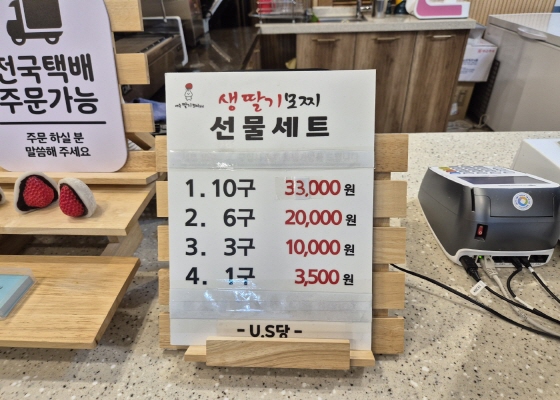 전국택배
주문가능
주문 하실 분
말씀해 주세요
생딸기모찌
선물세트
1. 10구 33,000원
2. 6구 20,000원
3. 3구 10,000원
4. 1구 3,500원
- U.S당 -